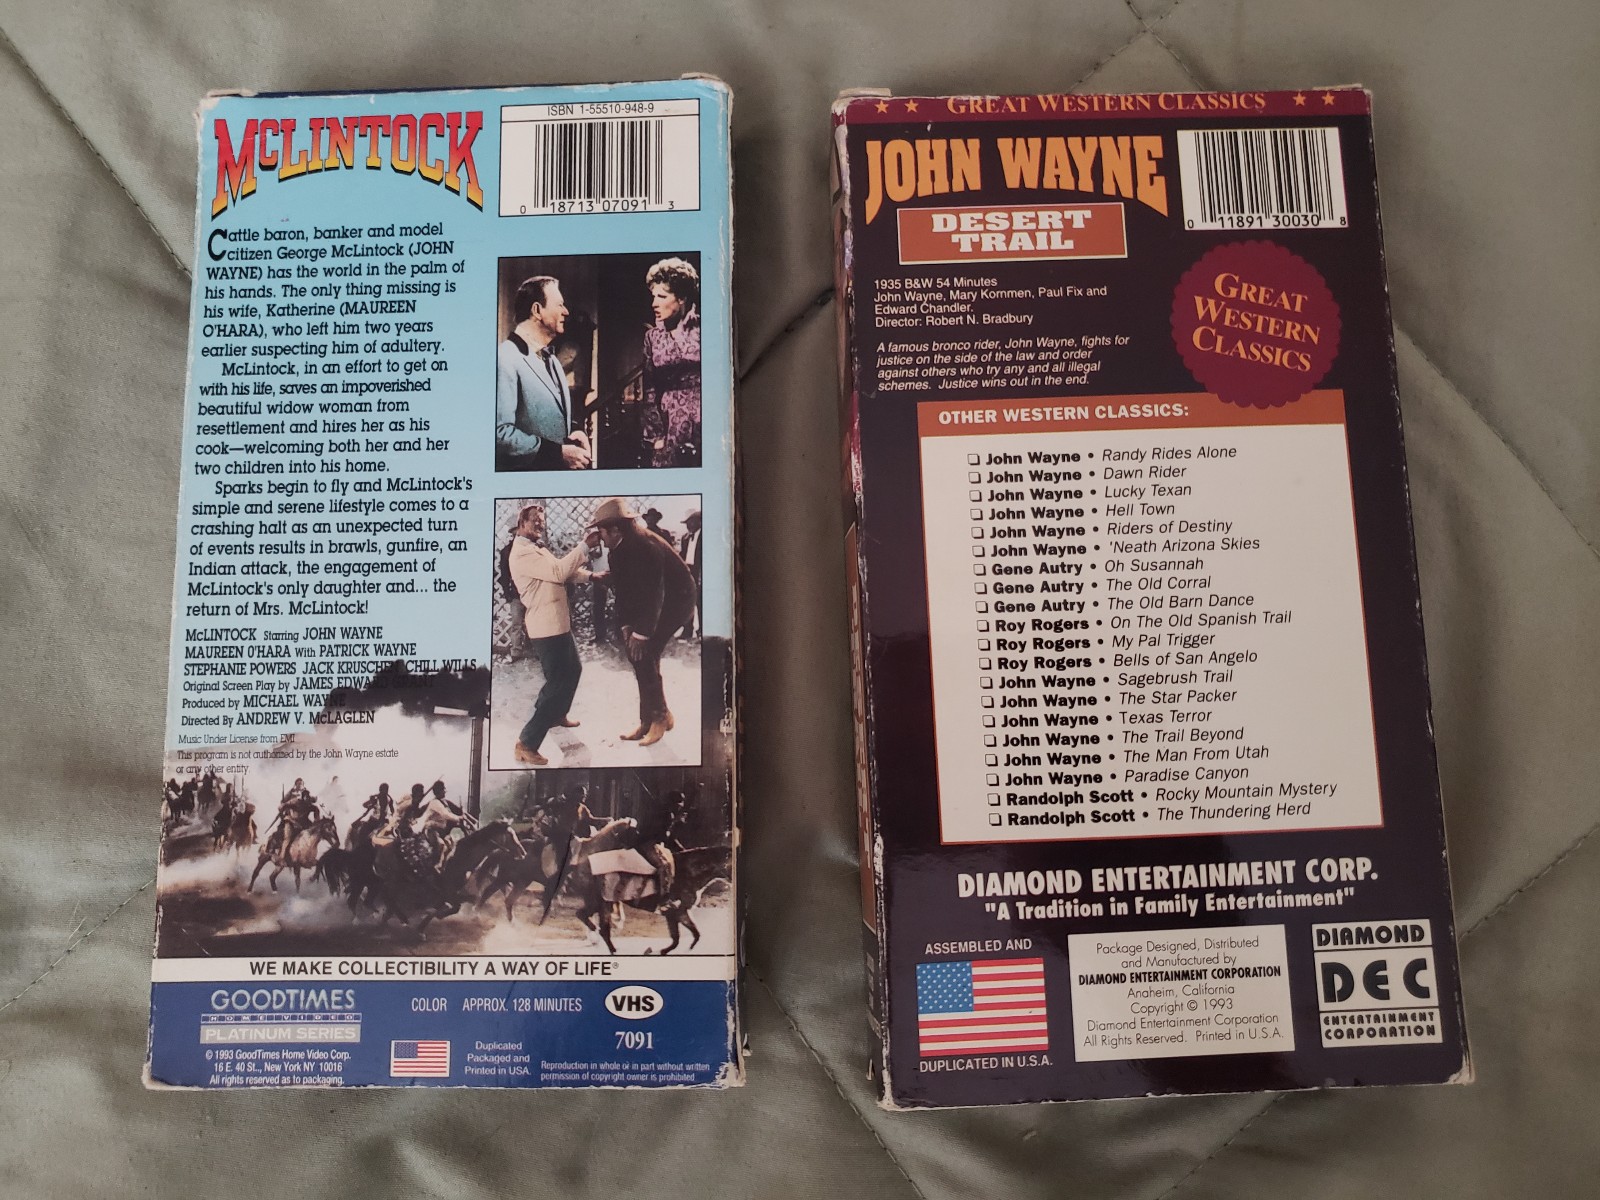 McLINTOCK
ISBN 1-55510-948-9
0 18713 07091 3
Cattle baron, banker and model
citizen George McLintock (JOHN
WAYNE) has the world in the palm of
his hands. The only thing missing is
his wife, Katherine (MAUREEN
O'HARA), who left him two years
earlier suspecting him of adultery.
McLintock, in an effort to get on
with his life, saves an impoverished
beautiful widow woman from
resettlement and hires her as his
cook—welcoming both her and her
two children into his home.
Sparks begin to fly and McLintock's
simple and serene lifestyle comes to a
crashing halt as an unexpected turn
of events results in brawls, gunfire, an
Indian attack, the engagement of
McLintock's only daughter and... the
return of Mrs. McLintock!
McLINTOCK Starring JOHN WAYNE
MAUREEN O'HARA With PATRICK WAYNE
STEPHANIE POWERS JACK KRUSCHEN CHILL WILLS
Original Screen Play by JAMES EDWARD GRANT
Produced by MICHAEL WAYNE
Directed By ANDREW V. McLAGLEN
Music Under License from EMI
This program is not authorized by the John Wayne estate
or any other entity.
WE MAKE COLLECTIBILITY A WAY OF LIFE®
GOODTIMES
HOME VIDEO
PLATINUM SERIES
COLOR APPROX. 128 MINUTES
VHS
7091
© 1993 GoodTimes Home Video Corp.
16 E. 40 St., New York NY 10016
All rights reserved as to packaging.
Duplicated
Packaged and
Printed in USA.
Reproduction in whole or in part without written
permission of copyright owner is prohibited
★ ★ GREAT WESTERN CLASSICS ★ ★
JOHN WAYNE
DESERT
TRAIL
0 11891 30030 8
1935 B&W 54 Minutes
John Wayne, Mary Kornmen, Paul Fix and
Edward Chandler.
Director: Robert N. Bradbury
A famous bronco rider, John Wayne, fights for
justice on the side of the law and order
against others who try any and all illegal
schemes. Justice wins out in the end.
GREAT
WESTERN
CLASSICS
OTHER WESTERN CLASSICS:
❏ John Wayne • Randy Rides Alone
❏ John Wayne • Dawn Rider
❏ John Wayne • Lucky Texan
❏ John Wayne • Hell Town
❏ John Wayne • Riders of Destiny
❏ John Wayne • 'Neath Arizona Skies
❏ Gene Autry • Oh Susannah
❏ Gene Autry • The Old Corral
❏ Gene Autry • The Old Barn Dance
❏ Roy Rogers • On The Old Spanish Trail
❏ Roy Rogers • My Pal Trigger
❏ Roy Rogers • Bells of San Angelo
❏ John Wayne • Sagebrush Trail
❏ John Wayne • The Star Packer
❏ John Wayne • Texas Terror
❏ John Wayne • The Trail Beyond
❏ John Wayne • The Man From Utah
❏ John Wayne • Paradise Canyon
❏ Randolph Scott • Rocky Mountain Mystery
❏ Randolph Scott • The Thundering Herd
DIAMOND ENTERTAINMENT CORP.
"A Tradition in Family Entertainment"
ASSEMBLED AND
DUPLICATED IN U.S.A.
Package Designed, Distributed
and Manufactured by
DIAMOND ENTERTAINMENT CORPORATION
Anaheim, California
Copyright © 1993
Diamond Entertainment Corporation
All Rights Reserved. Printed in U.S.A.
DIAMOND
DEC
ENTERTAINMENT
CORPORATION